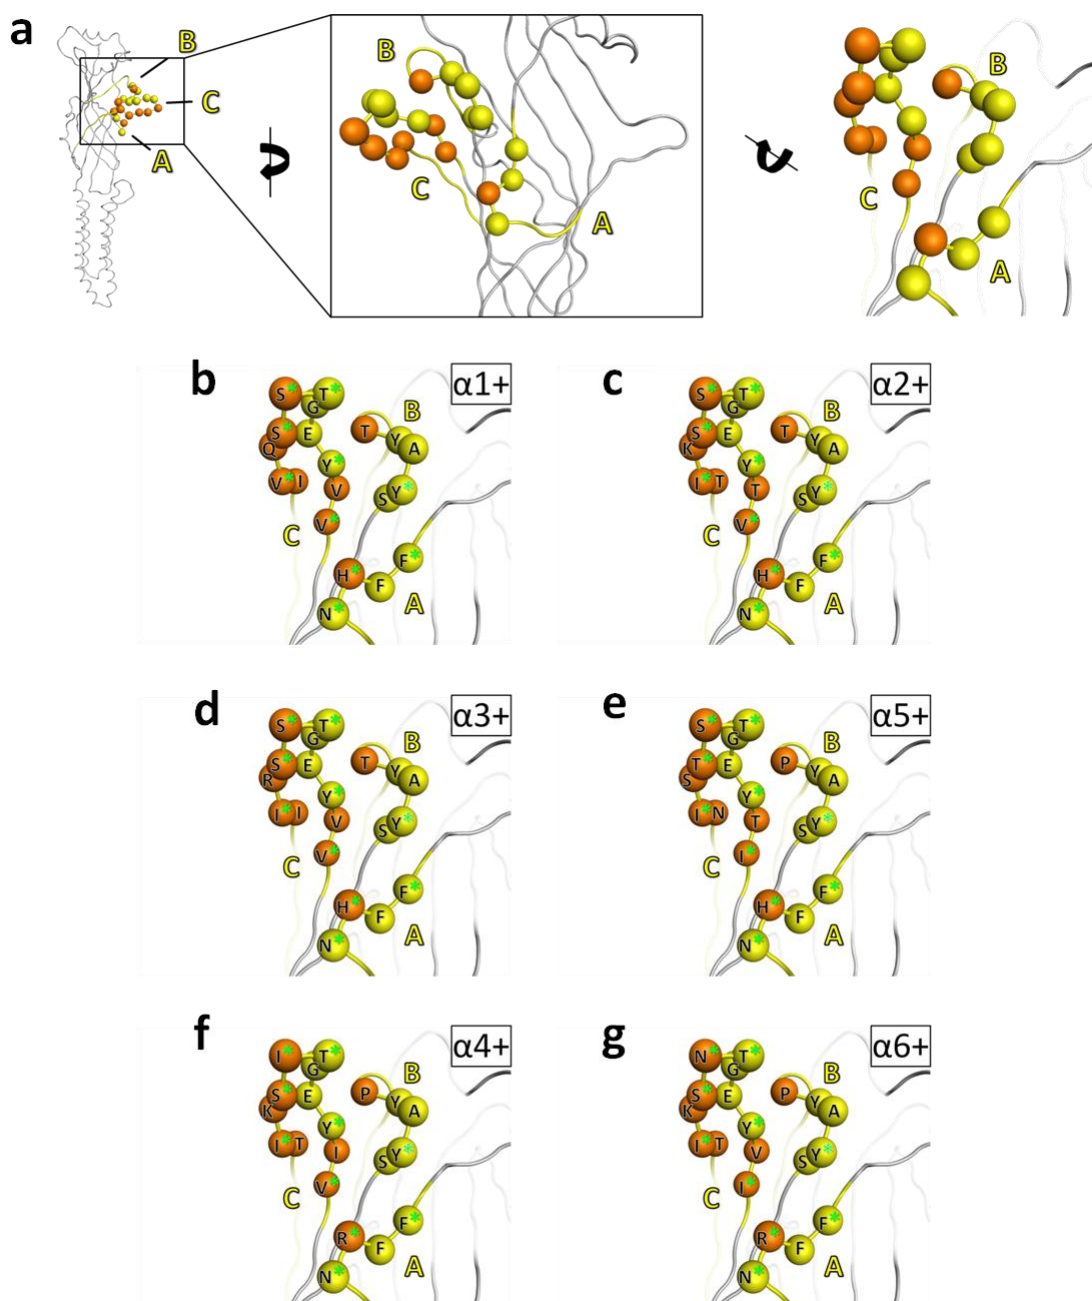 a
B
C
A
B
C
A
B
C
A
b
α1+
S* T*
G
S* E
Q
Y*
V* I V
V*
T Y A
S Y*
B
C
H* F F*
N*
A
c
α2+
S* T*
G
S* E
K
Y*
I* T T
V*
T Y A
S Y*
B
C
H* F F*
N*
A
d
α3+
S* T*
G
S* E
R
Y*
I* I V
V*
T Y A
S Y*
B
C
H* F F*
N*
A
e
α5+
S* T*
G
T* E
S
Y*
I* N T
I*
P Y A
S Y*
B
C
H* F F*
N*
A
f
α4+
I* T*
G
S* E
K
Y*
I* T I
V*
P Y A
S Y*
B
C
R* F F*
N*
A
g
α6+
N* T*
G
S* E
K
Y*
I* T V
I*
P Y A
S Y*
B
C
R* F F*
N*
A